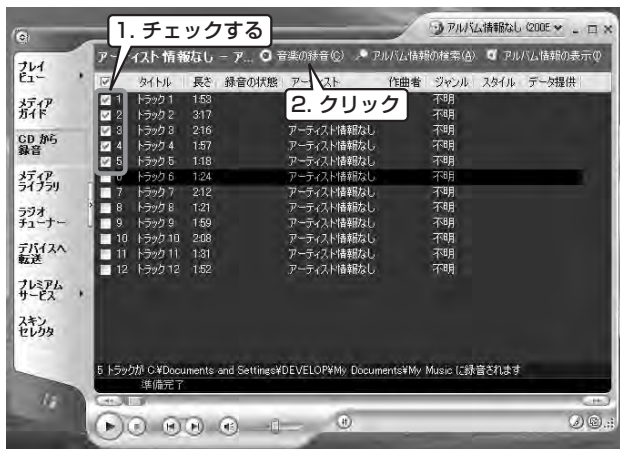 1. チェックする
アルバム情報なし (200E
アーティスト情報なし - ア... 音楽の録音(C) アルバム情報の検索(A) アルバム情報の表示(I)
プレイ
ビュー
メディア
ガイド
CD から
録音
メディア
ライブラリ
ラジオ
チューナー
デバイスへ
転送
プレミアム
サービス
スキン
セレクタ
タイトル 長さ 録音の状態 アーティスト 作曲者 ジャンル スタイル データ提供
2. クリック
1 トラック 1 1:53 不明
2 トラック 2 3:17 不明
3 トラック 3 2:16 アーティスト情報なし 不明
4 トラック 4 1:57 アーティスト情報なし 不明
5 トラック 5 1:18 アーティスト情報なし 不明
6 トラック 6 1:24 アーティスト情報なし 不明
7 トラック 7 2:12 アーティスト情報なし 不明
8 トラック 8 1:21 アーティスト情報なし 不明
9 トラック 9 1:59 アーティスト情報なし 不明
10 トラック 10 2:08 アーティスト情報なし 不明
11 トラック 11 1:31 アーティスト情報なし 不明
12 トラック 12 1:52 アーティスト情報なし 不明
5 トラックが C:¥Documents and Settings¥DEVELOP¥My Documents¥My Music に録音されます
準備完了